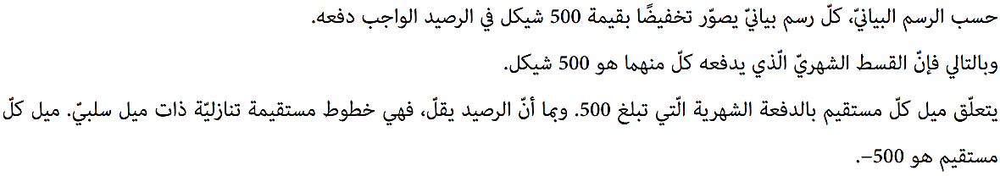 حسب الرسم البيانيّ، كلّ رسم بيانيّ يصوّر تخفيضًا بقيمة 500 شيكل في الرصيد الواجب دفعه.
وبالتالي فإنّ القسط الشهريّ الّذي يدفعه كلّ منهما هو 500 شيكل.
يتعلّق ميل كلّ مستقيم بالدفعة الشهرية الّتي تبلغ 500. وبما أنّ الرصيد يقلّ، فهي خطوط مستقيمة تنازليّة ذات ميل سلبيّ. ميل كلّ
مستقيم هو 500–.